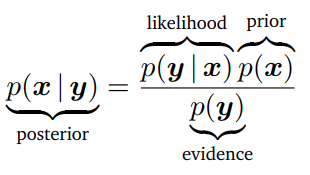 likelihood prior
p(y | x) p(x)
p(x | y) =
posterior
p(y)
evidence